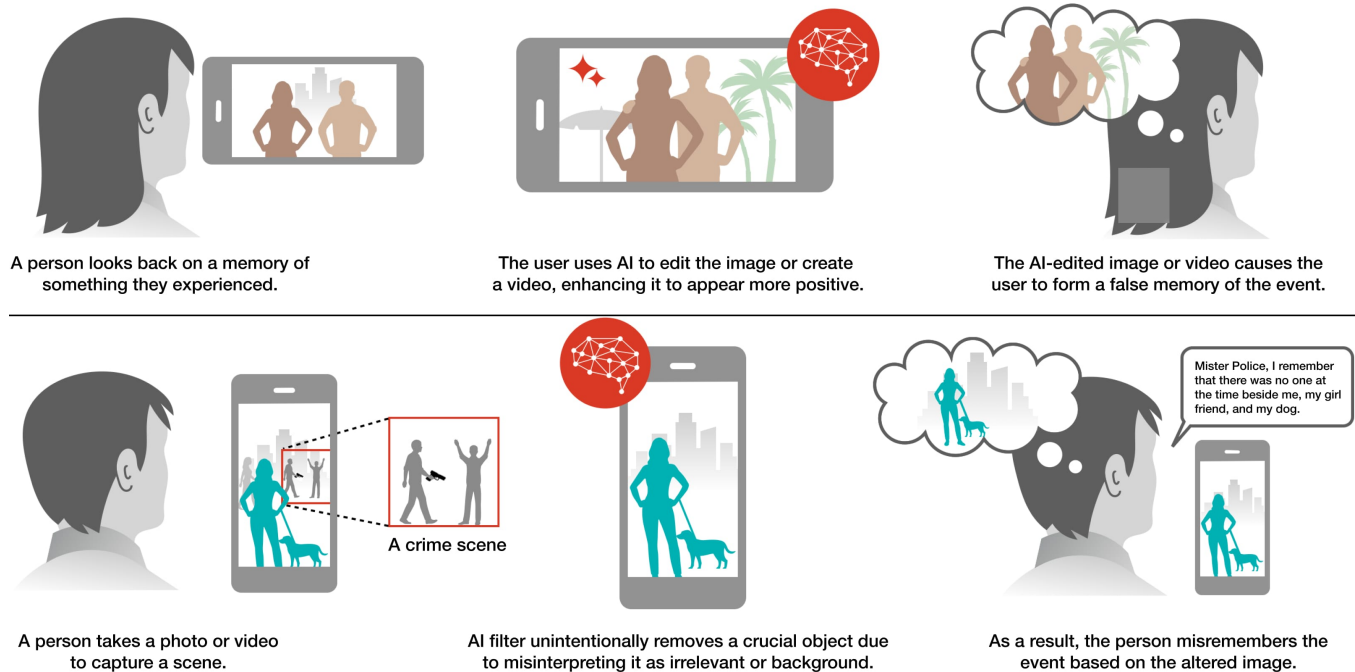 A person looks back on a memory of
something they experienced.
The user uses AI to edit the image or create
a video, enhancing it to appear more positive.
The AI-edited image or video causes the
user to form a false memory of the event.
A crime scene
Mister Police, I remember
that there was no one at
the time beside me, my girl
friend, and my dog.
A person takes a photo or video
to capture a scene.
AI filter unintentionally removes a crucial object due
to misinterpreting it as irrelevant or background.
As a result, the person misremembers the
event based on the altered image.